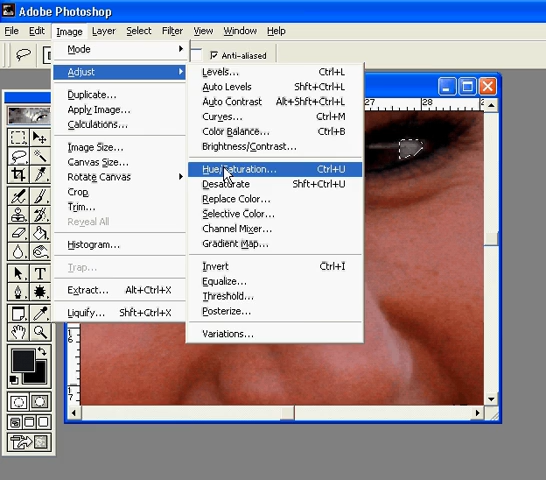 Adobe Photoshop
File Edit Image Layer Select Filter View Window Help
Anti-aliased
Mode
Adjust
Duplicate...
Apply Image...
Calculations...
Image Size...
Canvas Size...
Rotate Canvas
Crop
Trim...
Reveal All
Histogram...
Trap...
Extract... Alt+Ctrl+X
Liquify... Shft+Ctrl+X
Levels... Ctrl+L
Auto Levels Shft+Ctrl+L
Auto Contrast Alt+Shft+Ctrl+L
Curves... Ctrl+M
Color Balance... Ctrl+B
Brightness/Contrast...
Hue/Saturation... Ctrl+U
Desaturate Shft+Ctrl+U
Replace Color...
Selective Color...
Channel Mixer...
Gradient Map...
Invert Ctrl+I
Equalize...
Threshold...
Posterize...
Variations...
27 28
16
17